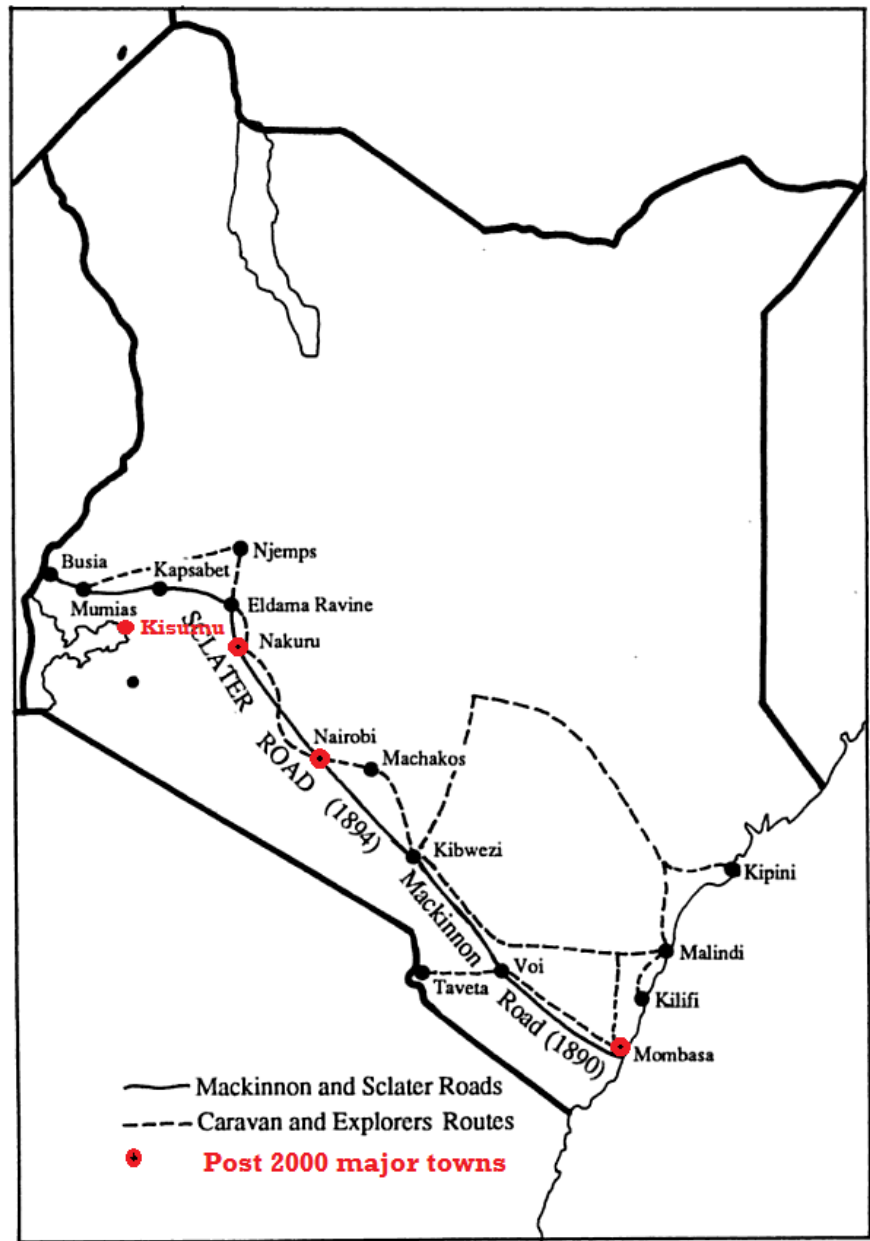 Njemps
Busia
Kapsabet
Mumias
Eldama Ravine
Kisumu
Nakuru
SCLATER
ROAD (1894)
Nairobi
Machakos
Kibwezi
Kipini
Mackinnon
Road (1890)
Malindi
Voi
Taveta
Kilifi
Mombasa
Mackinnon and Sclater Roads
Caravan and Explorers Routes
Post 2000 major towns